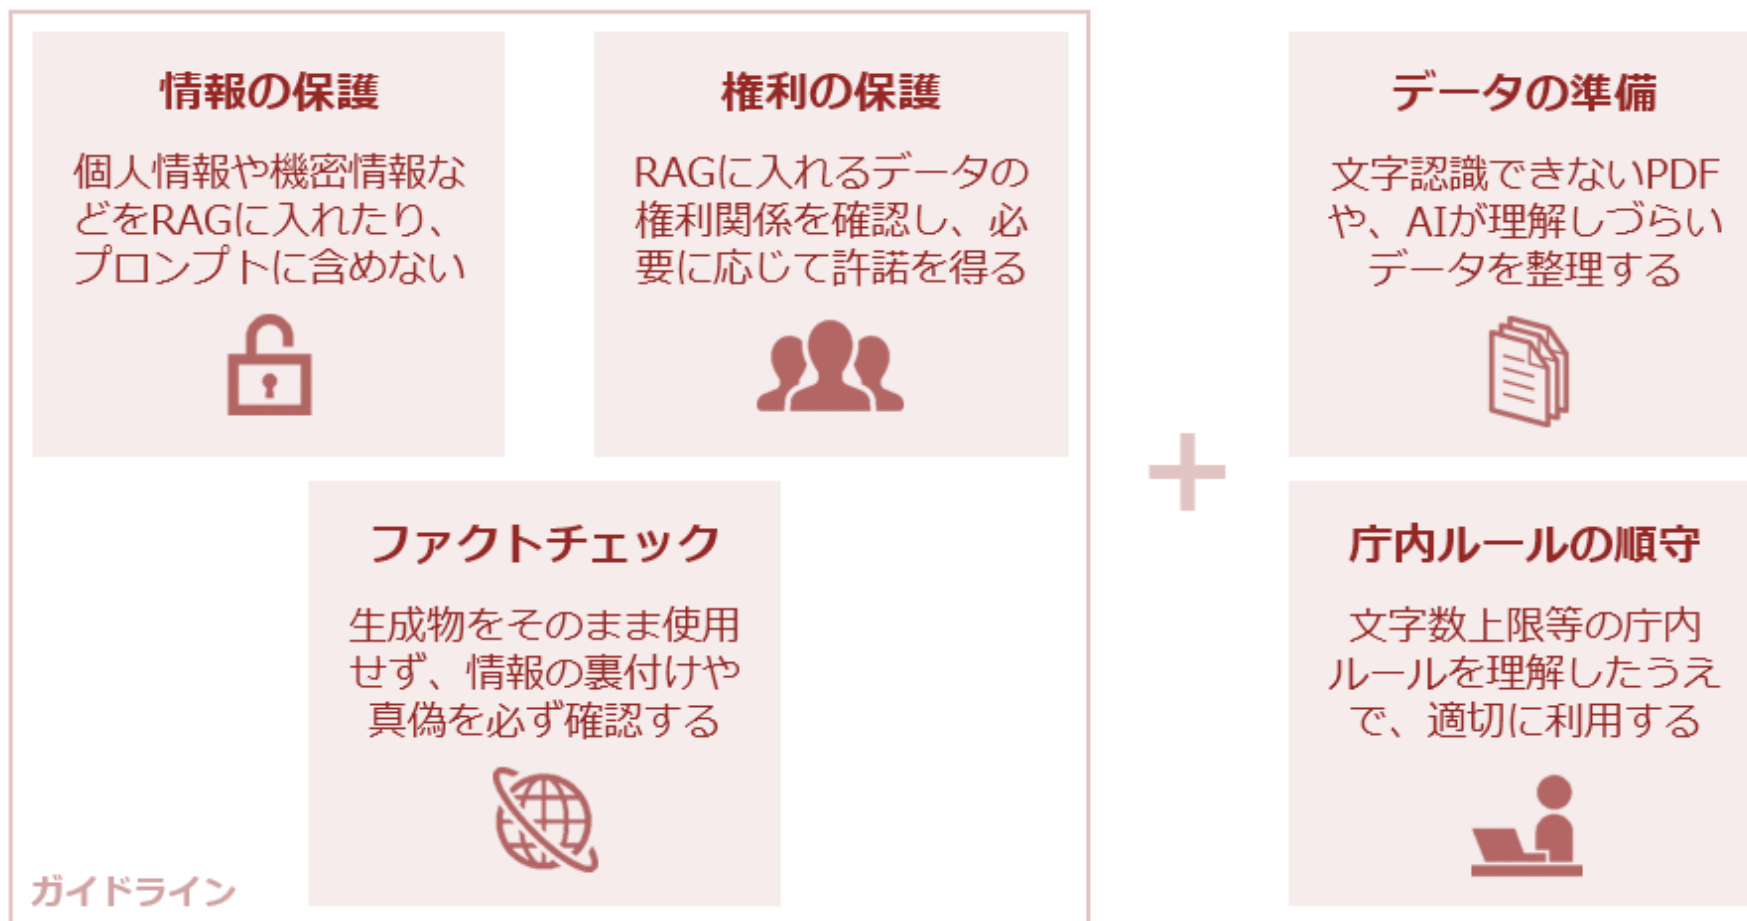 情報の保護
個人情報や機密情報な
どをRAGに入れたり、
プロンプトに含めない
権利の保護
RAGに入れるデータの
権利関係を確認し、必
要に応じて許諾を得る
ファクトチェック
生成物をそのまま使用
せず、情報の裏付けや
真偽を必ず確認する
ガイドライン
データの準備
文字認識できないPDF
や、AIが理解しづらい
データを整理する
庁内ルールの順守
文字数上限等の庁内
ルールを理解したうえ
で、適切に利用する